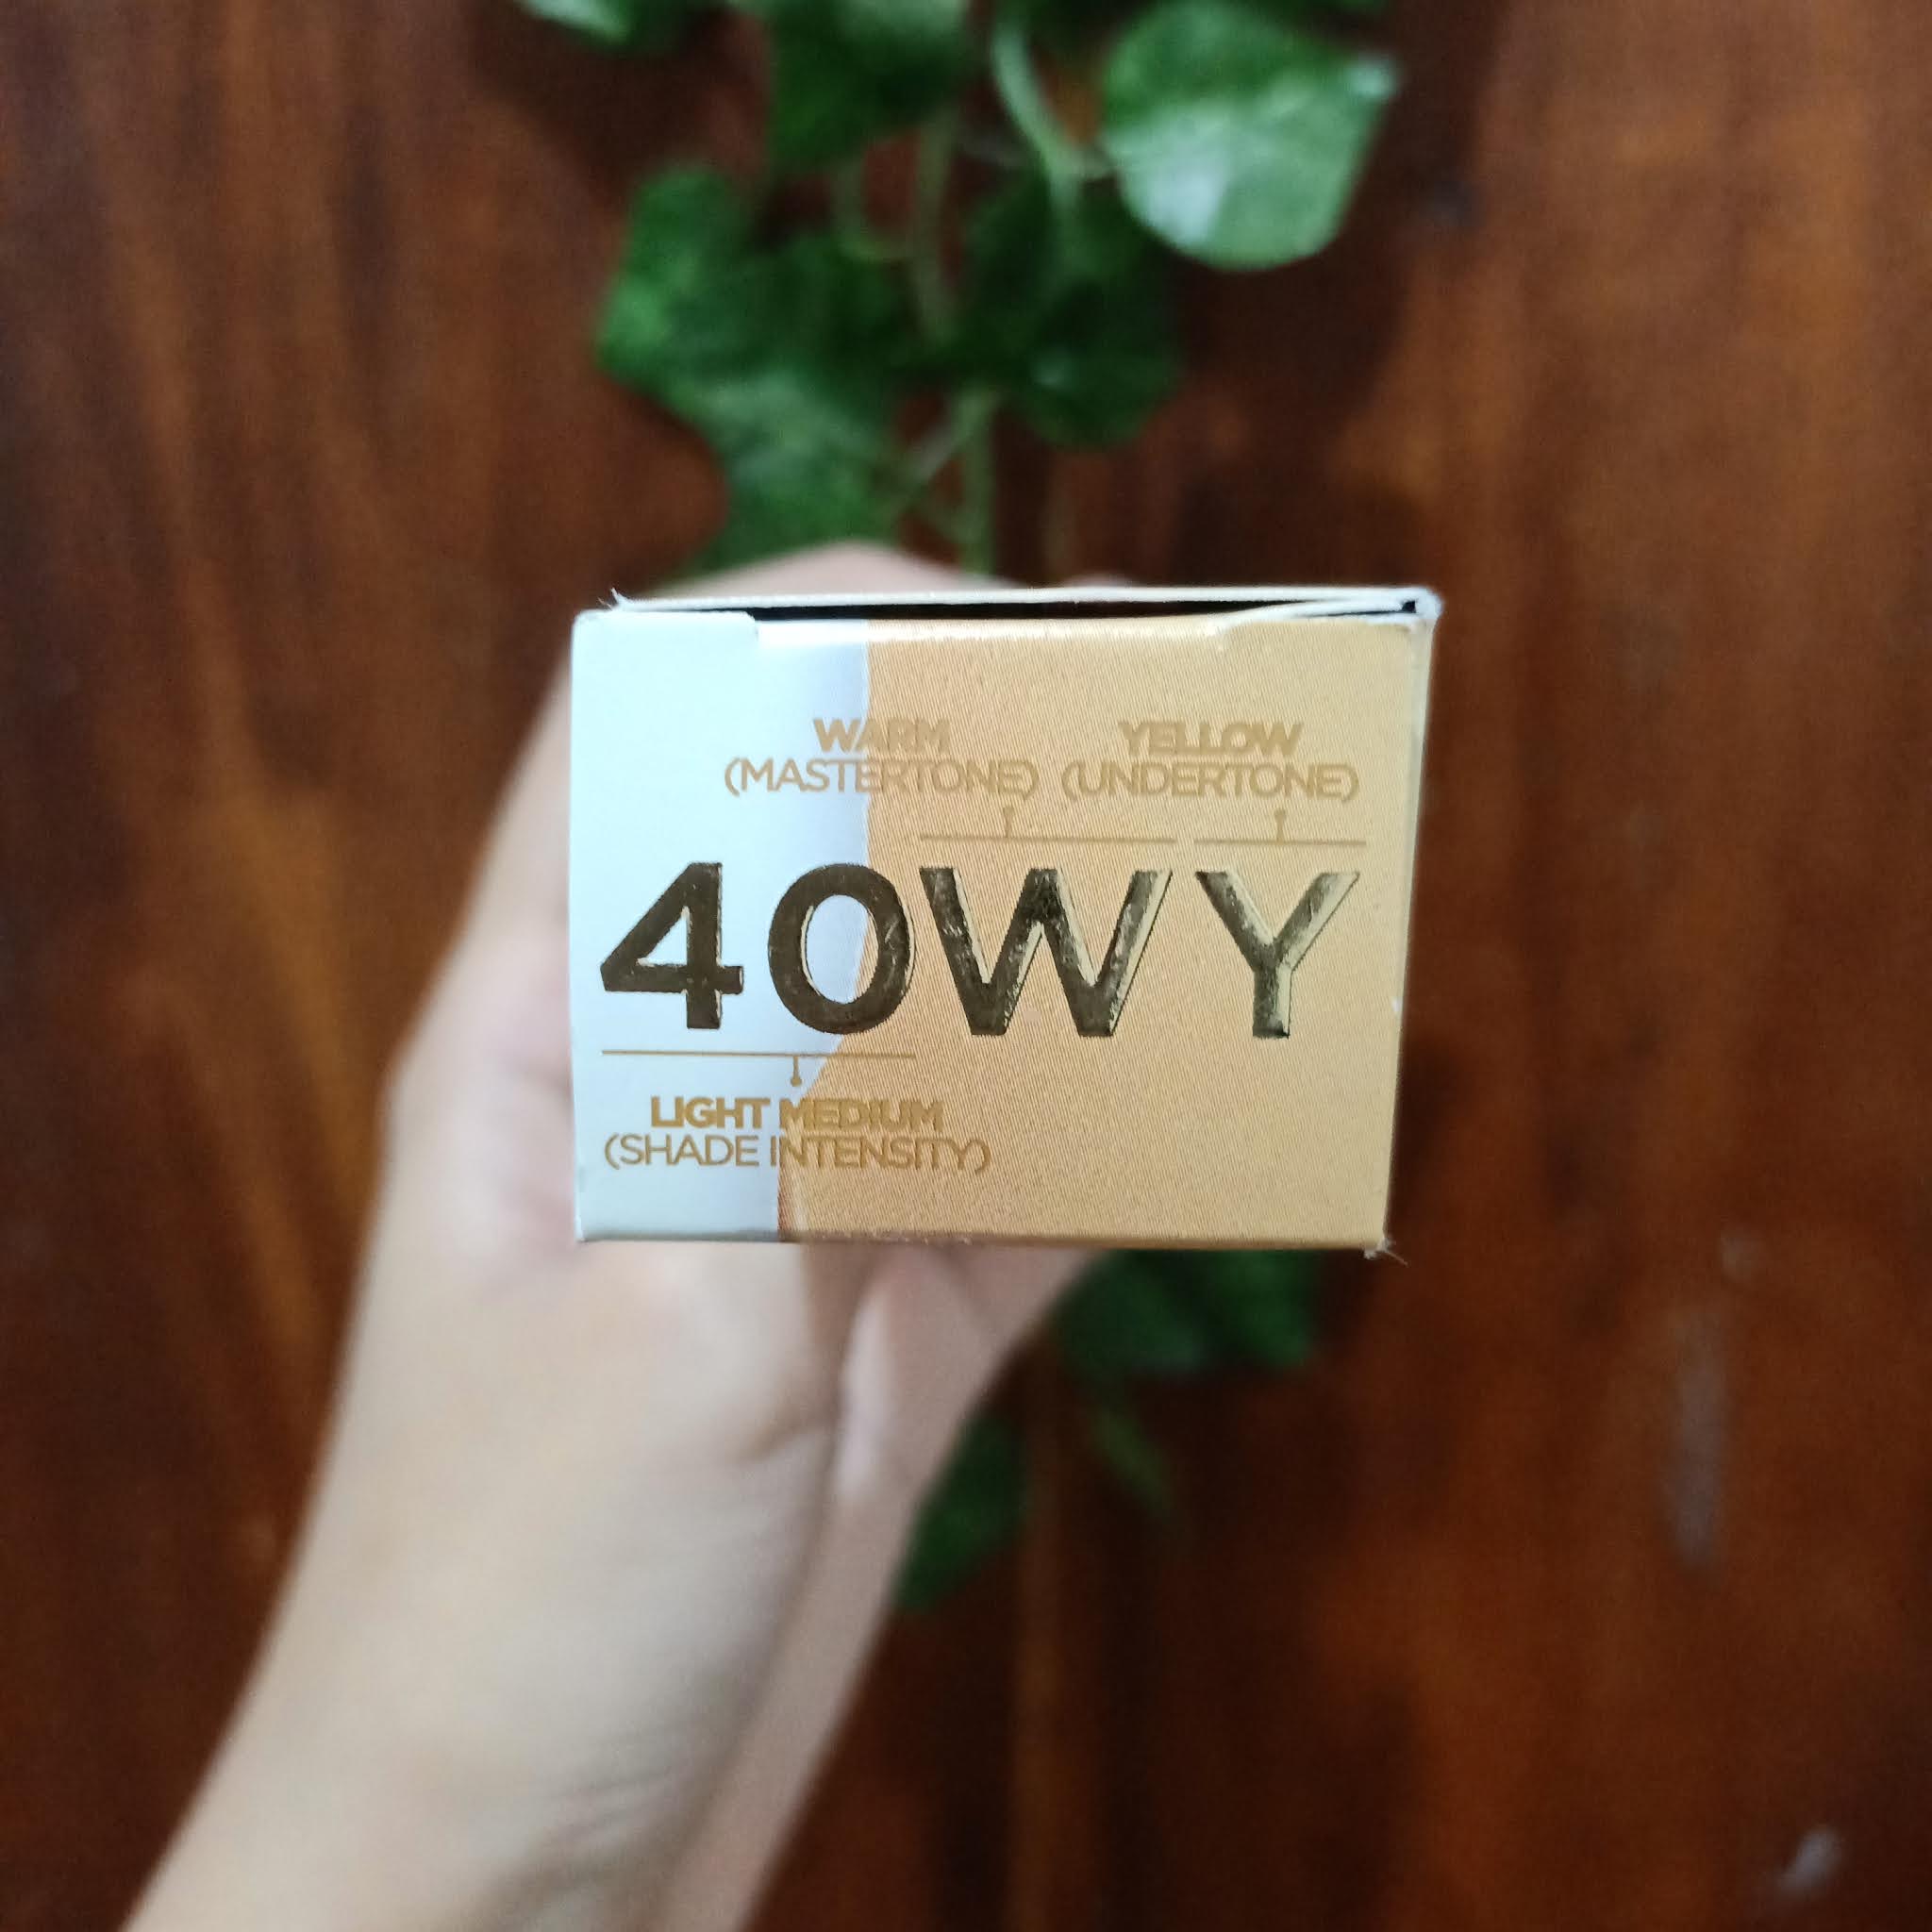 WARM YELLOW
(MASTERTONE) (UNDERTONE)
40WY
LIGHT MEDIUM
(SHADE INTENSITY)